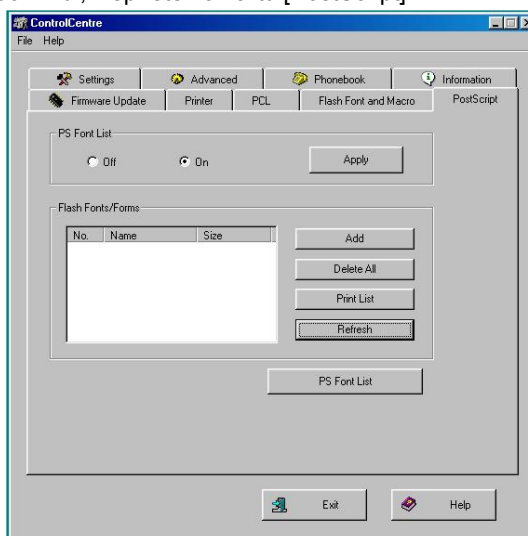 [PostScript]
ControlCentre
File Help
Settings Advanced Phonebook Information
Firmware Update Printer PCL Flash Font and Macro PostScript
PS Font List
Off On Apply
Flash Fonts/Forms
No. Name Size
Add
Delete All
Print List
Refresh
PS Font List
Exit Help